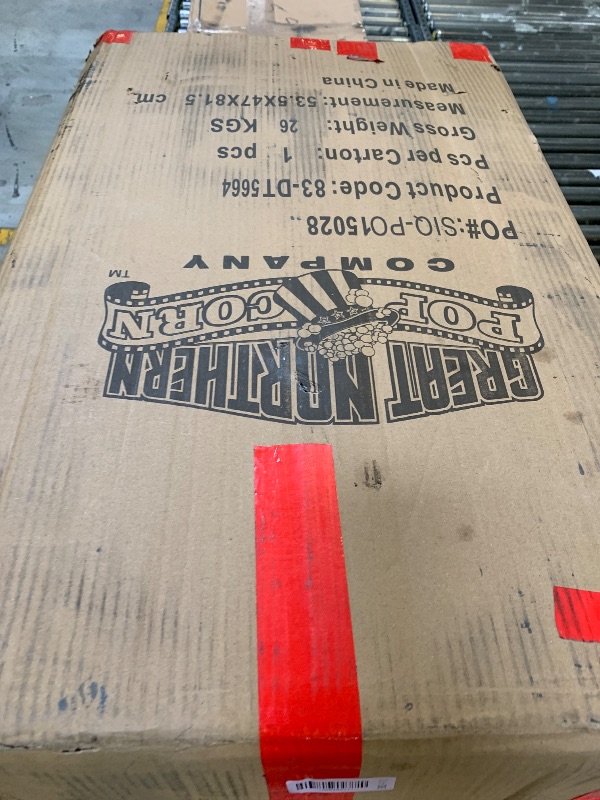 GREAT NORTHERN
POPCORN
COMPANY ™
PO#:SIQ-PO15028..
Product Code: 83-DT5664
Pcs per Carton: 1 pcs
Gross Weight: 26 KGS
Measurement: 53.5X47X81.5 cm
Made in China